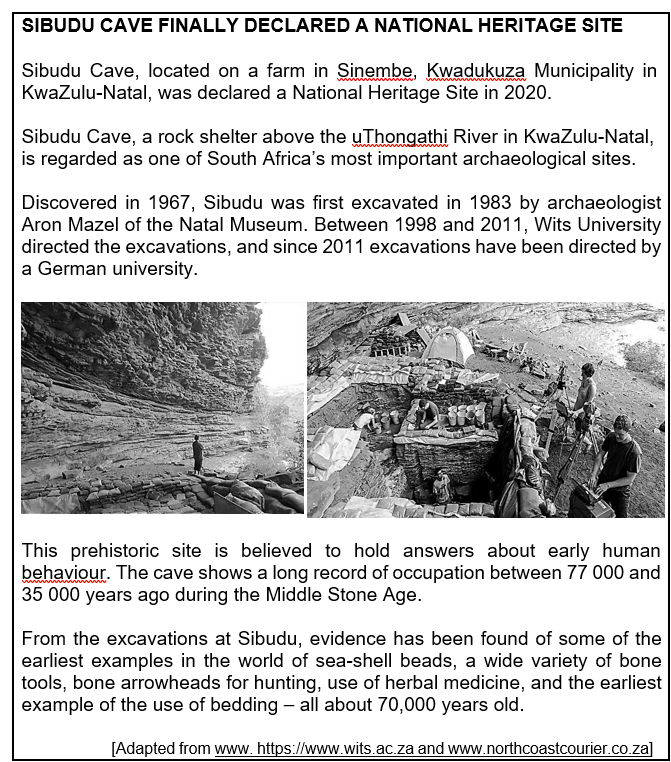 SIBUDU CAVE FINALLY DECLARED A NATIONAL HERITAGE SITE
Sibudu Cave, located on a farm in Sinembe, Kwadukuza Municipality in
KwaZulu-Natal, was declared a National Heritage Site in 2020.
Sibudu Cave, a rock shelter above the uThongathi River in KwaZulu-Natal,
is regarded as one of South Africa's most important archaeological sites.
Discovered in 1967, Sibudu was first excavated in 1983 by archaeologist
Aron Mazel of the Natal Museum. Between 1998 and 2011, Wits University
directed the excavations, and since 2011 excavations have been directed by
a German university.
This prehistoric site is believed to hold answers about early human
behaviour. The cave shows a long record of occupation between 77 000 and
35 000 years ago during the Middle Stone Age.
From the excavations at Sibudu, evidence has been found of some of the
earliest examples in the world of sea-shell beads, a wide variety of bone
tools, bone arrowheads for hunting, use of herbal medicine, and the earliest
example of the use of bedding – all about 70,000 years old.
[Adapted from www. https://www.wits.ac.za and www.northcoastcourier.co.za]